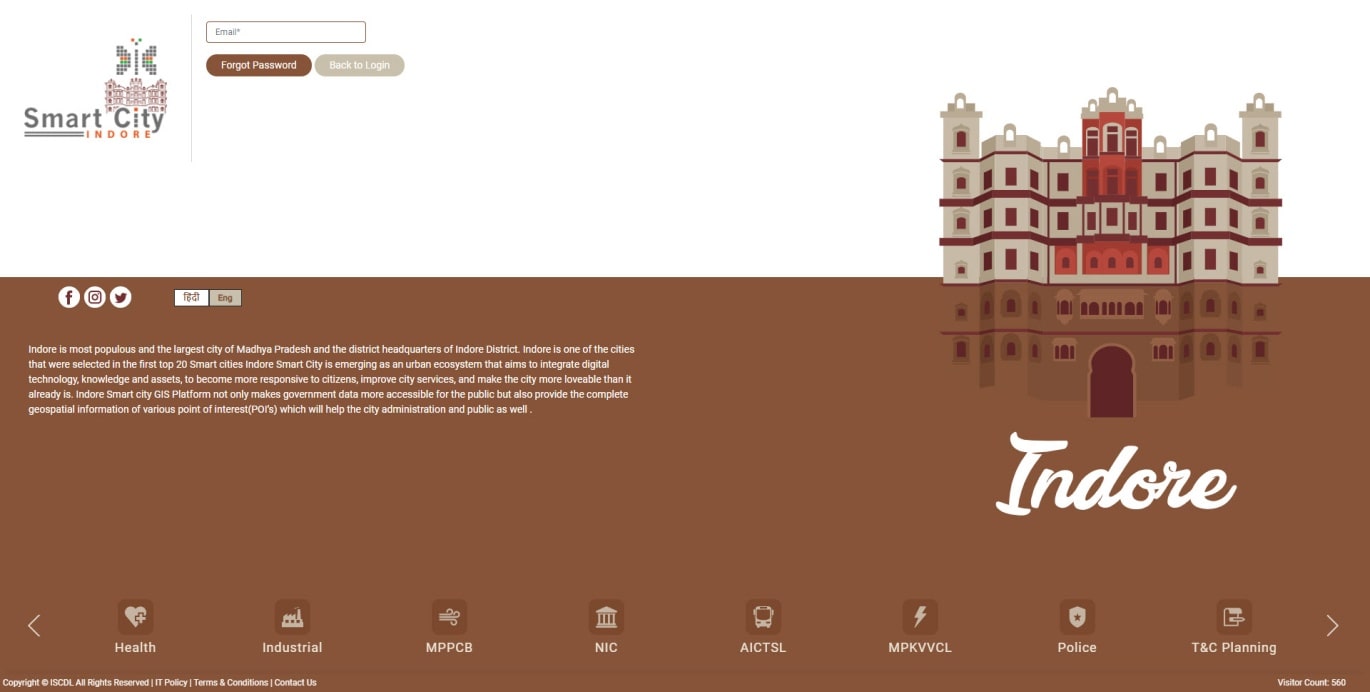 Email*
Forgot Password
Back to Login
Smart City
INDORE
हिंदी
Eng
Indore is most populous and the largest city of Madhya Pradesh and the district headquarters of Indore District. Indore is one of the cities
that were selected in the first top 20 Smart cities Indore Smart City is emerging as an urban ecosystem that aims to integrate digital
technology, knowledge and assets, to become more responsive to citizens, improve city services, and make the city more loveable than it
already is. Indore Smart city GIS Platform not only makes government data more accessible for the public but also provide the complete
geospatial information of various point of interest(POI's) which will help the city administration and public as well .
Indore
Health
Industrial
MPPCB
NIC
AICTSL
MPKVVCL
Police
T&C Planning
Copyright © ISCDL All Rights Reserved | IT Policy | Terms & Conditions | Contact Us
Visitor Count: 560